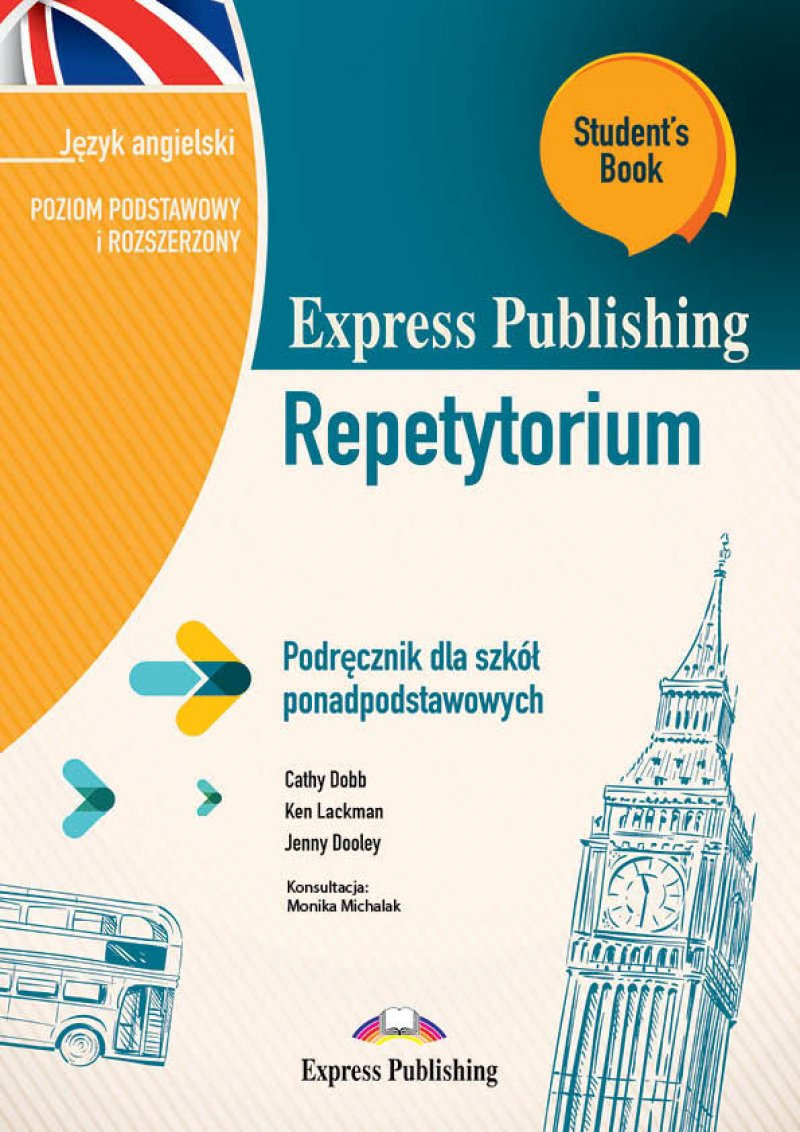 Język angielski
POZIOM PODSTAWOWY
i ROZSZERZONY
Student's
Book
Express Publishing
Repetytorium
Podręcznik dla szkół
ponadpodstawowych
Cathy Dobb
Ken Lackman
Jenny Dooley
Konsultacja:
Monika Michalak
Express Publishing